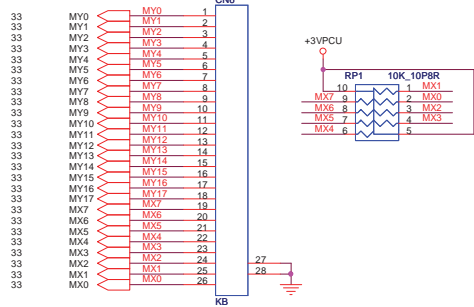 CN6
33 MY0 MY0 1
33 MY1 MY1 2
33 MY2 MY2 3
33 MY3 MY3 4
33 MY4 MY4 5
33 MY5 MY5 6
33 MY6 MY6 7
33 MY7 MY7 8
33 MY8 MY8 9
33 MY9 MY9 10
33 MY10 MY10 11
33 MY11 MY11 12
33 MY12 MY12 13
33 MY13 MY13 14
33 MY14 MY14 15
33 MY15 MY15 16
33 MY16 MY16 17
33 MY17 MY17 18
33 MX7 MX7 19
33 MX6 MX6 20
33 MX5 MX5 21
33 MX4 MX4 22
33 MX3 MX3 23
33 MX2 MX2 24
33 MX1 MX1 25
33 MX0 MX0 26
27
28
KB
+3VPCU
RP1 10K_10P8R
10 1 MX1
MX7 9 2 MX0
MX6 8 3 MX2
MX5 7 4 MX3
MX4 6 5